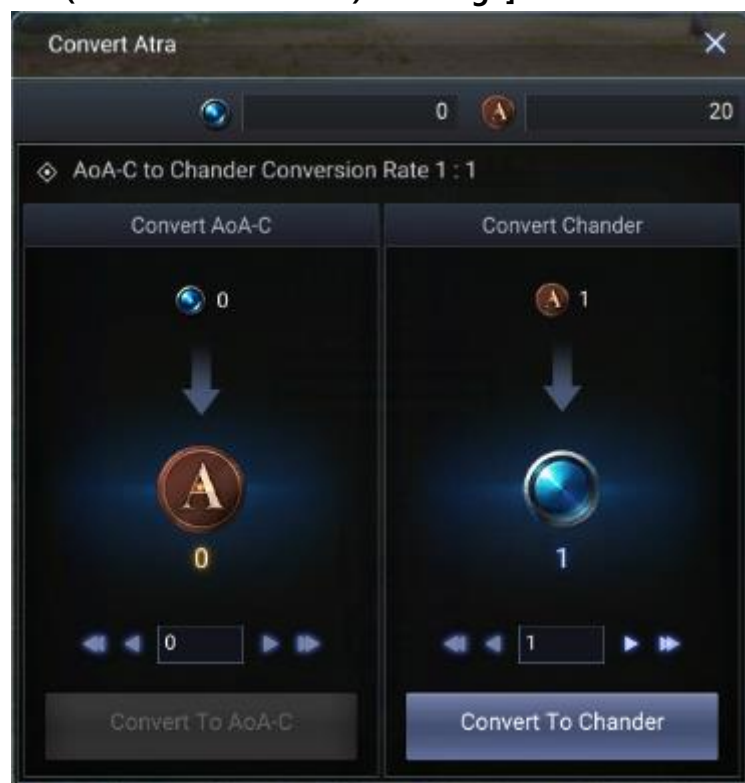 Convert Atra
0 20
AoA-C to Chander Conversion Rate 1 : 1
Convert AoA-C Convert Chander
0 1
A
0 1
0 1
Convert To AoA-C Convert To Chander